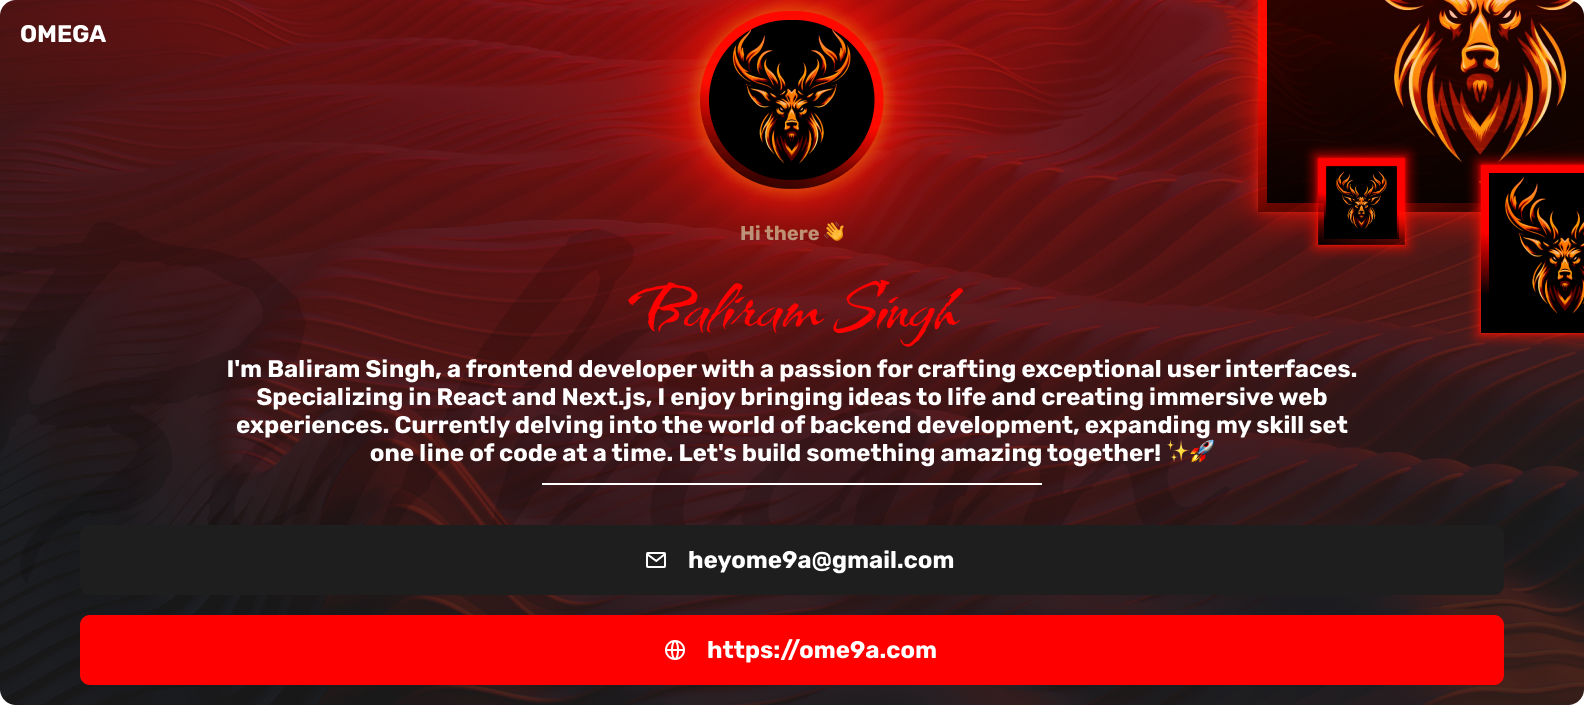 OMEGA
Hi there 👋
Baliram Singh
I'm Baliram Singh, a frontend developer with a passion for crafting exceptional user interfaces.
Specializing in React and Next.js, I enjoy bringing ideas to life and creating immersive web
experiences. Currently delving into the world of backend development, expanding my skill set
one line of code at a time. Let's build something amazing together! ✨🚀
heyome9a@gmail.com
https://ome9a.com